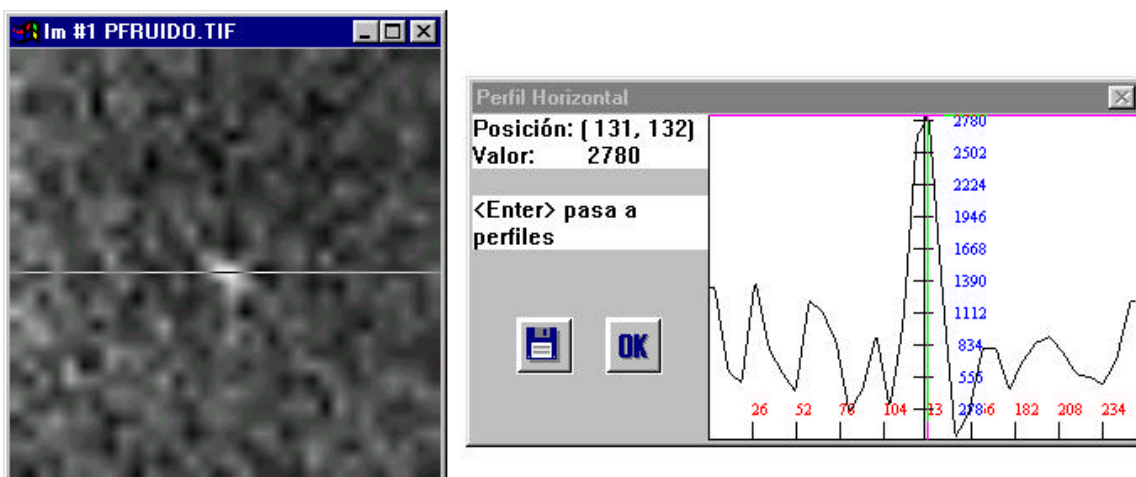 Im #1 PFRUIDO.TIF
Perfil Horizontal
Posición: ( 131, 132)
Valor: 2780
<Enter> pasa a
perfiles
OK
2780
2502
2224
1946
1668
1390
1112
834
556
278
26 52 78 104 182 208 234